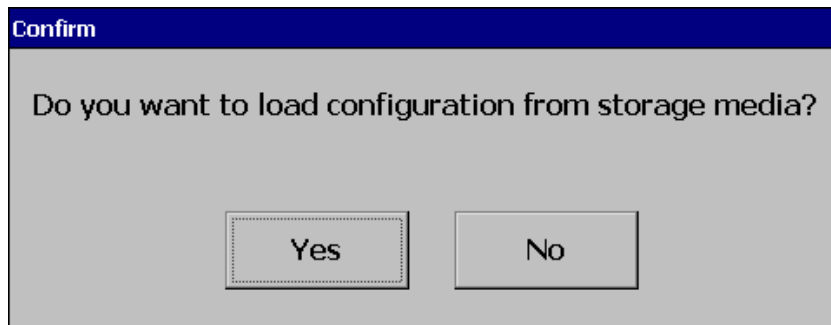 Confirm
Do you want to load configuration from storage media?
Yes No